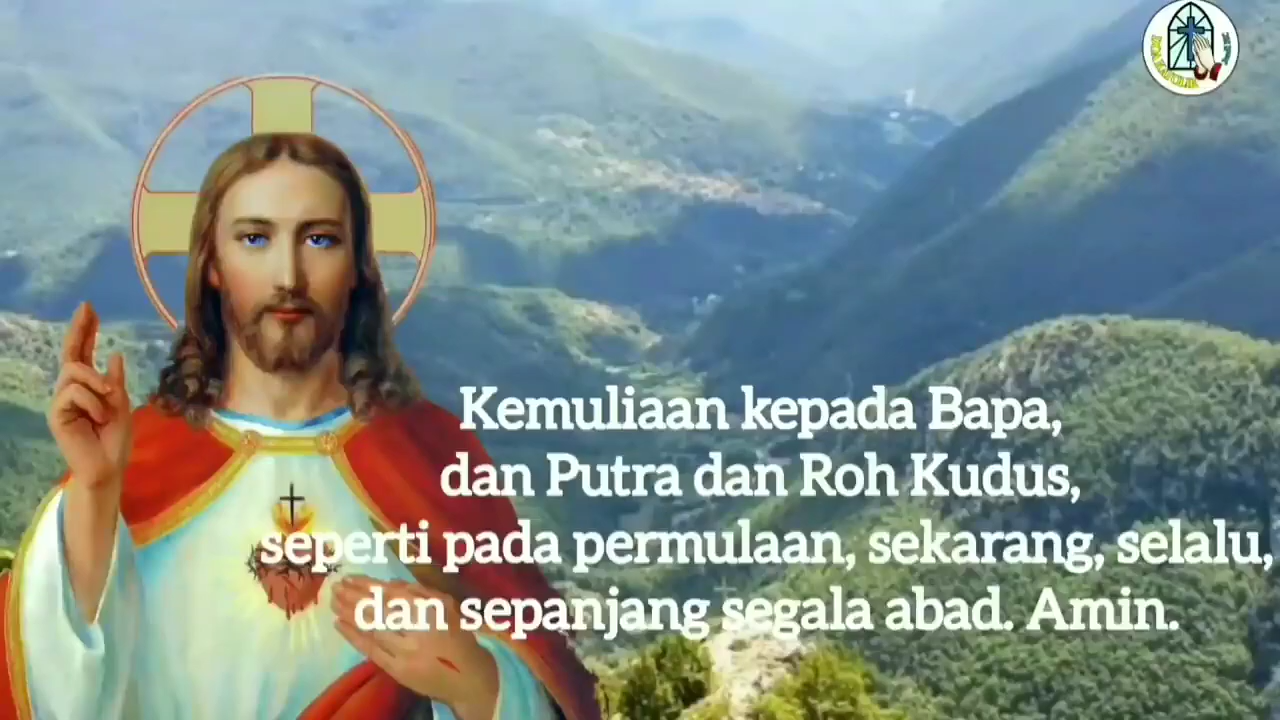 Kemuliaan kepada Bapa,
dan Putra dan Roh Kudus,
seperti pada permulaan, sekarang, selalu,
dan sepanjang segala abad. Amin.